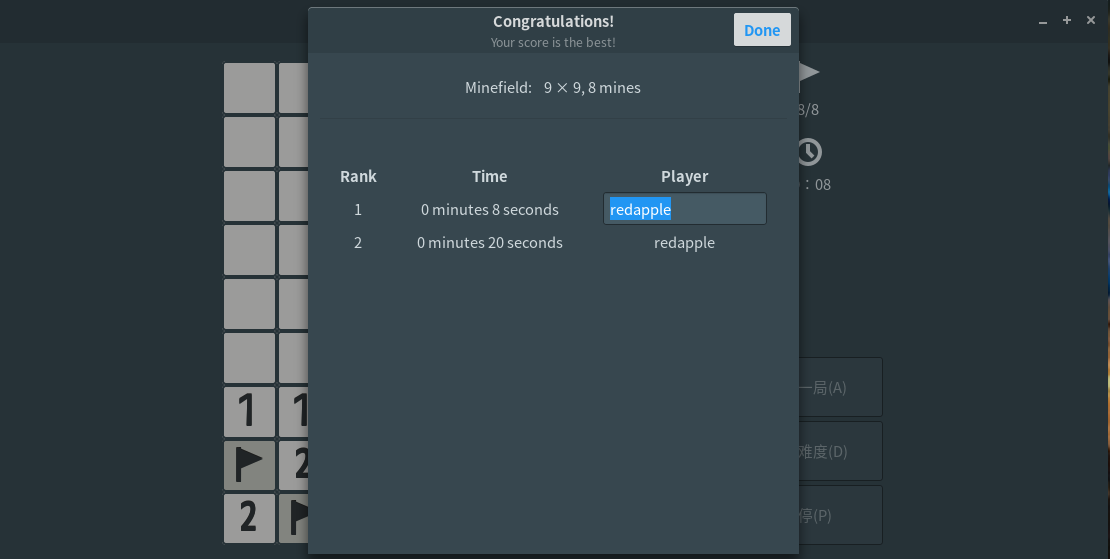 Congratulations!
Your score is the best!
Done
Minefield: 9 × 9, 8 mines
8/8
: 08
Rank Time Player
1 0 minutes 8 seconds redapple
2 0 minutes 20 seconds redapple
一局(A)
难度(D)
停(P)
1 1
2
2